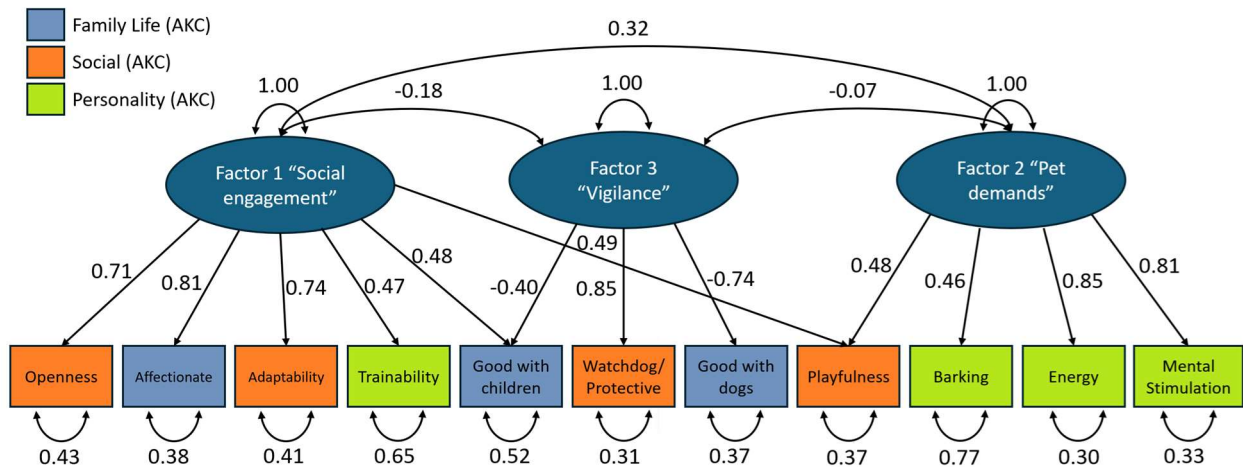 Family Life (AKC)
Social (AKC)
Personality (AKC)
0.32
1.00
-0.18
1.00
-0.07
1.00
Factor 1 “Social
engagement”
Factor 3
“Vigilance”
Factor 2 “Pet
demands”
0.71
0.81
0.74
0.47
0.48
-0.40
0.85
0.49
-0.74
0.48
0.46
0.85
0.81
Openness
Affectionate
Adaptability
Trainability
Good with
children
Watchdog/
Protective
Good with
dogs
Playfulness
Barking
Energy
Mental
Stimulation
0.43
0.38
0.41
0.65
0.52
0.31
0.37
0.37
0.77
0.30
0.33